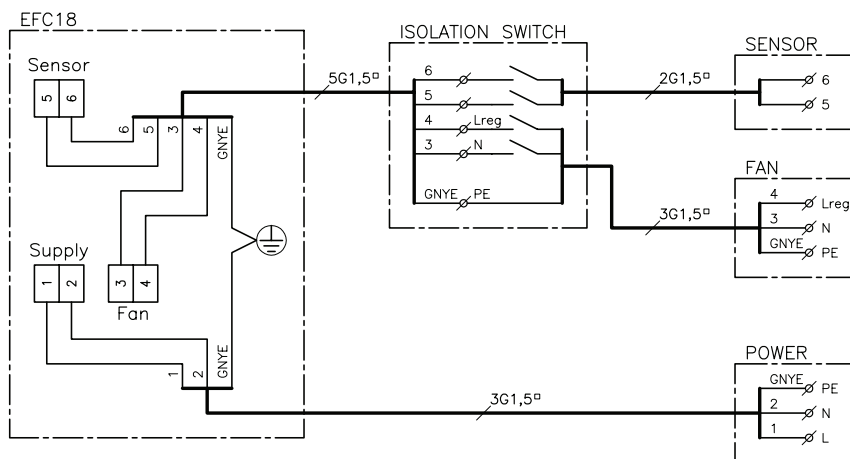 EFC18
ISOLATION SWITCH
SENSOR
Sensor
5 6
6 5 3 4 GNYE
5G1,5□
6
5
4 Lreg
3 N
GNYE PE
2G1,5□
6
5
FAN
4 Lreg
3 N
GNYE PE
3G1,5□
Supply
1 2
3 4
Fan
1 2 GNYE
3G1,5□
POWER
GNYE PE
2 N
1 L